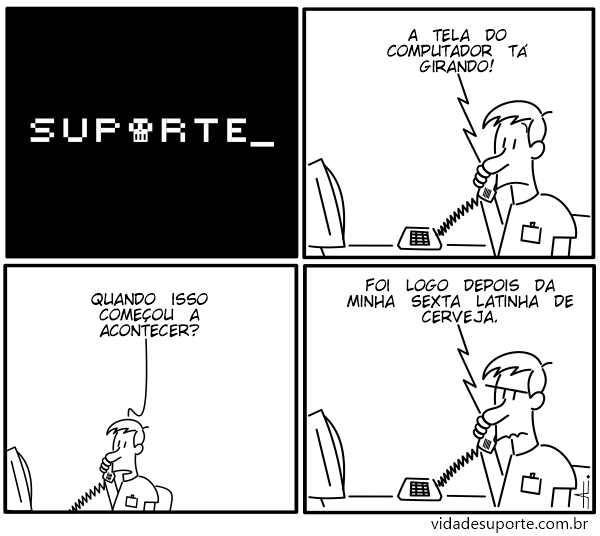 SUPORTE_
A TELA DO
COMPUTADOR TÁ
GIRANDO!
QUANDO ISSO
COMEÇOU A
ACONTECER?
FOI LOGO DEPOIS DA
MINHA SEXTA LATINHA DE
CERVEJA.
vidadesuporte.com.br